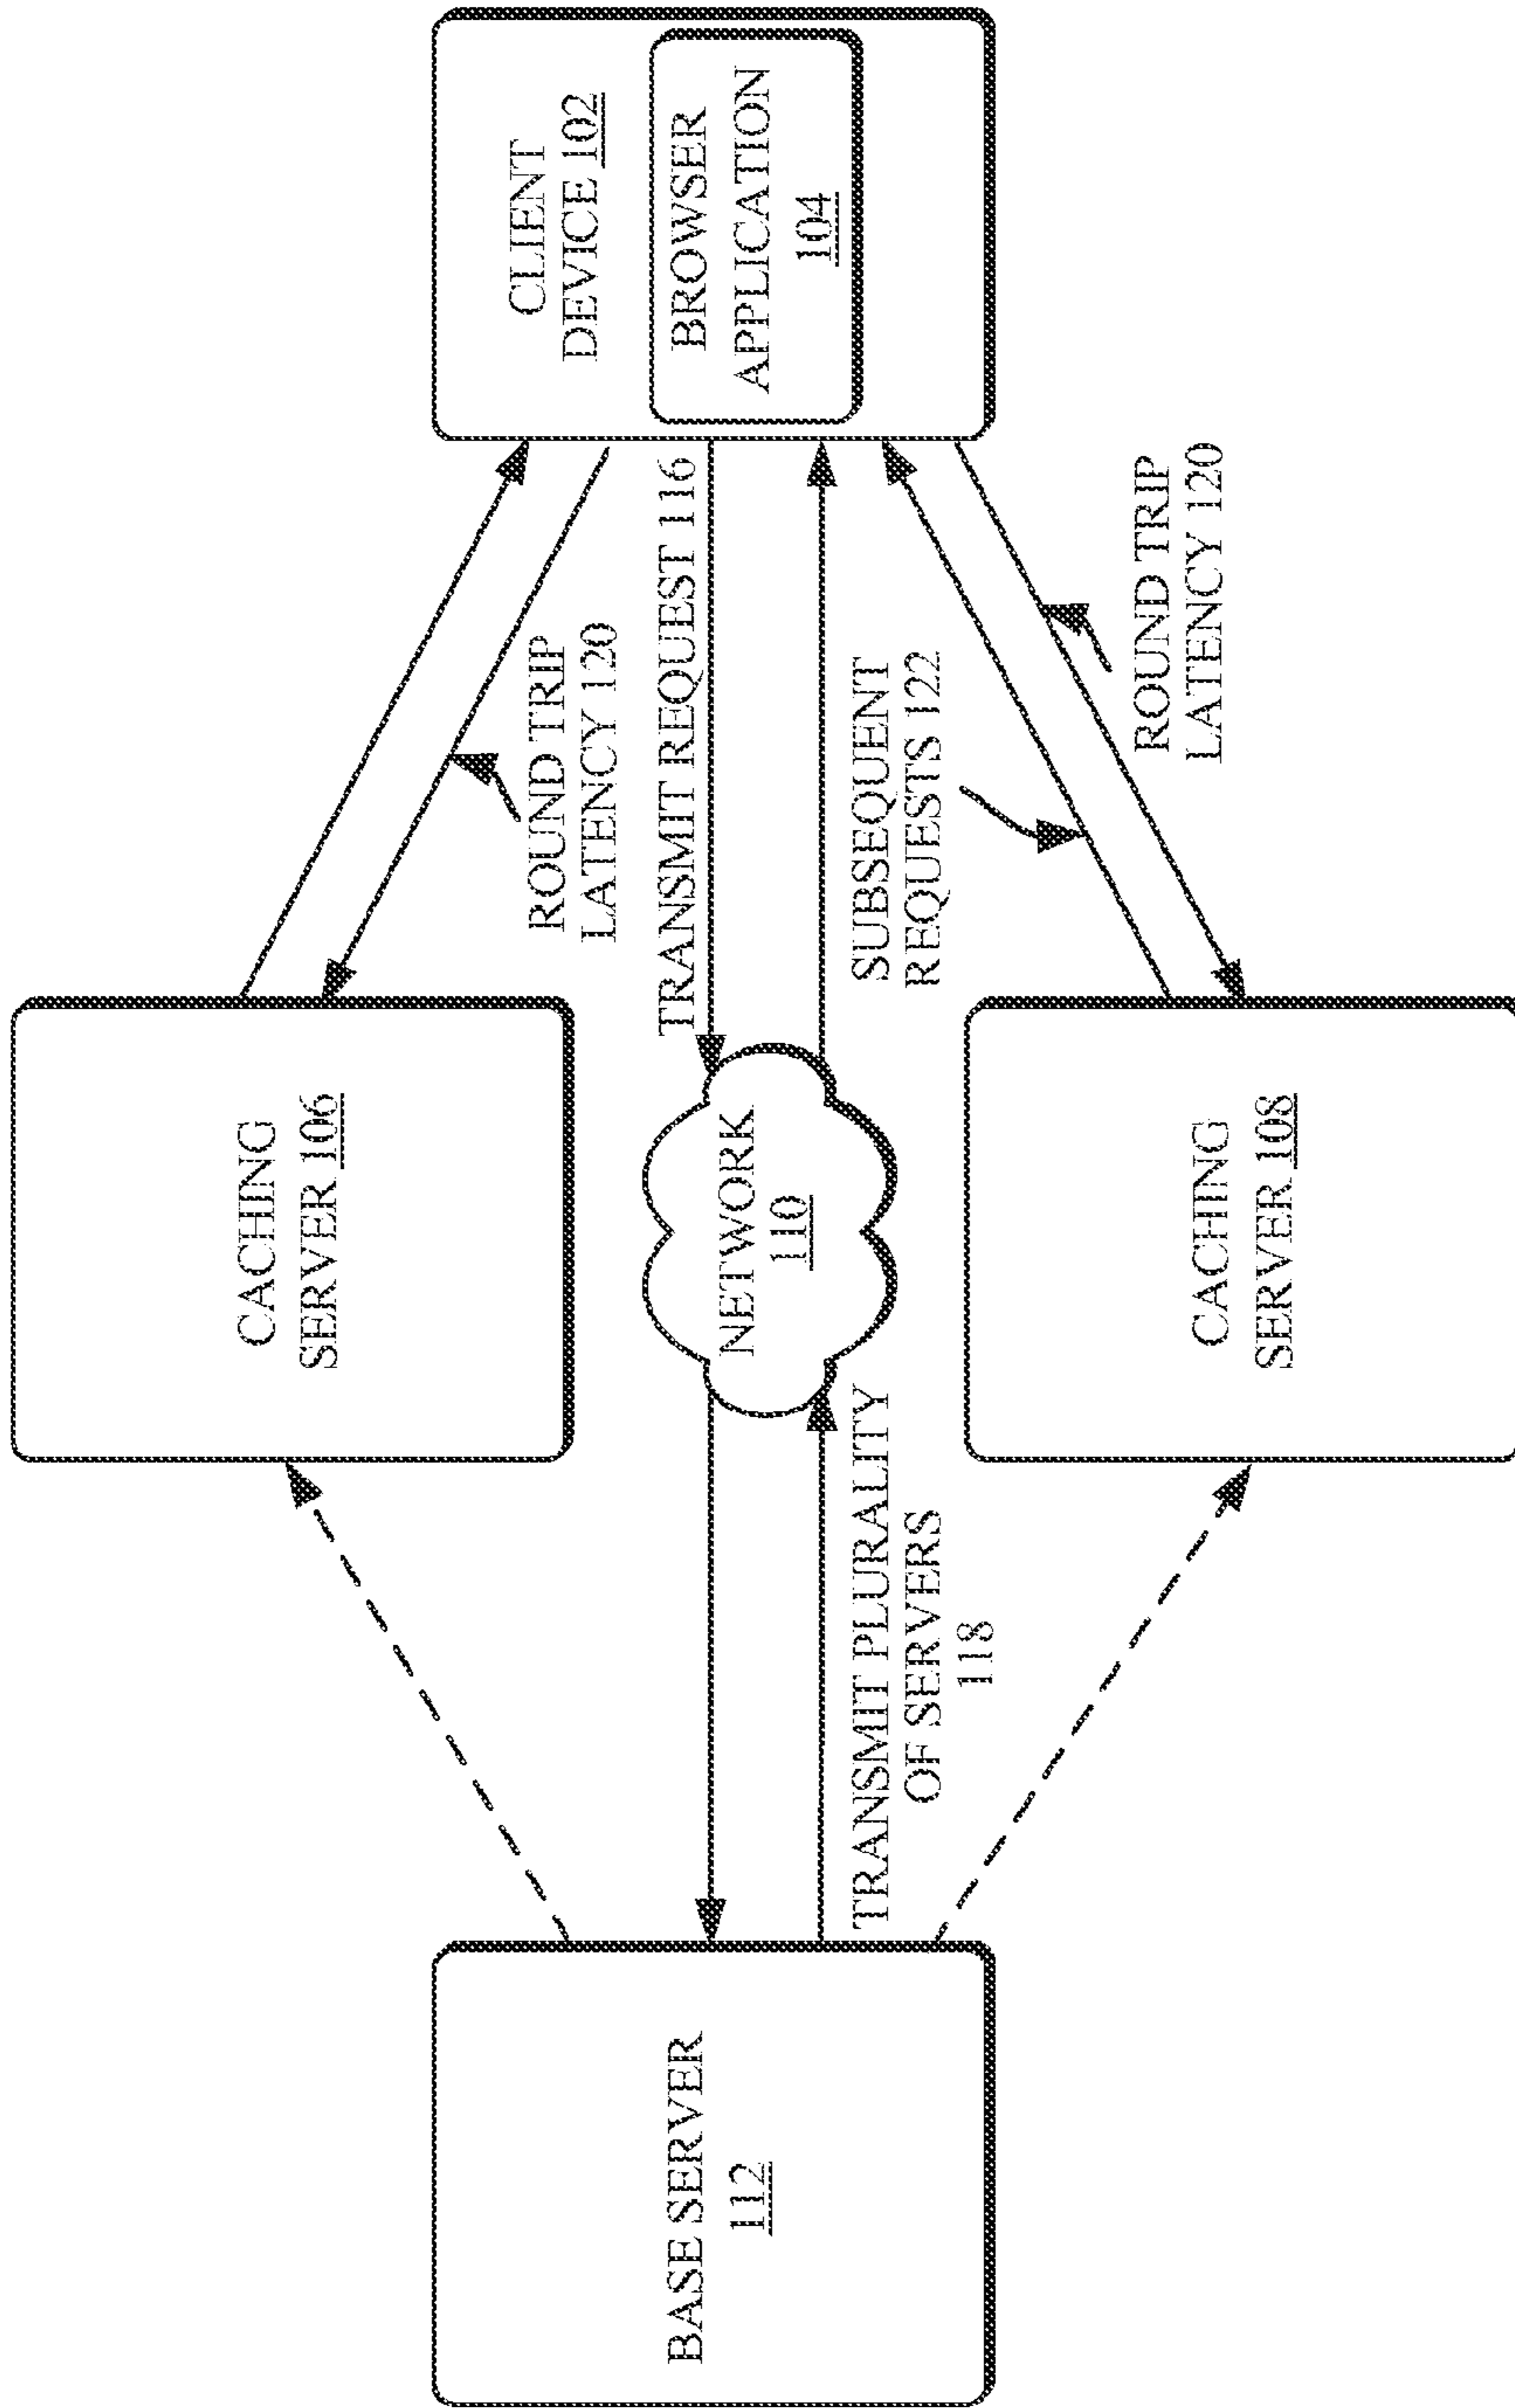 CACHING
SERVER 106
ROUND TRIP
LATENCY 120
CLIENT
DEVICE 102
BROWSER
APPLICATION
104
BASE SERVER
112
NETWORK
110
TRANSMIT REQUEST 116
TRANSMIT PLURALITY
OF SERVERS
118
SUBSEQUENT
REQUESTS 122
CACHING
SERVER 108
ROUND TRIP
LATENCY 120